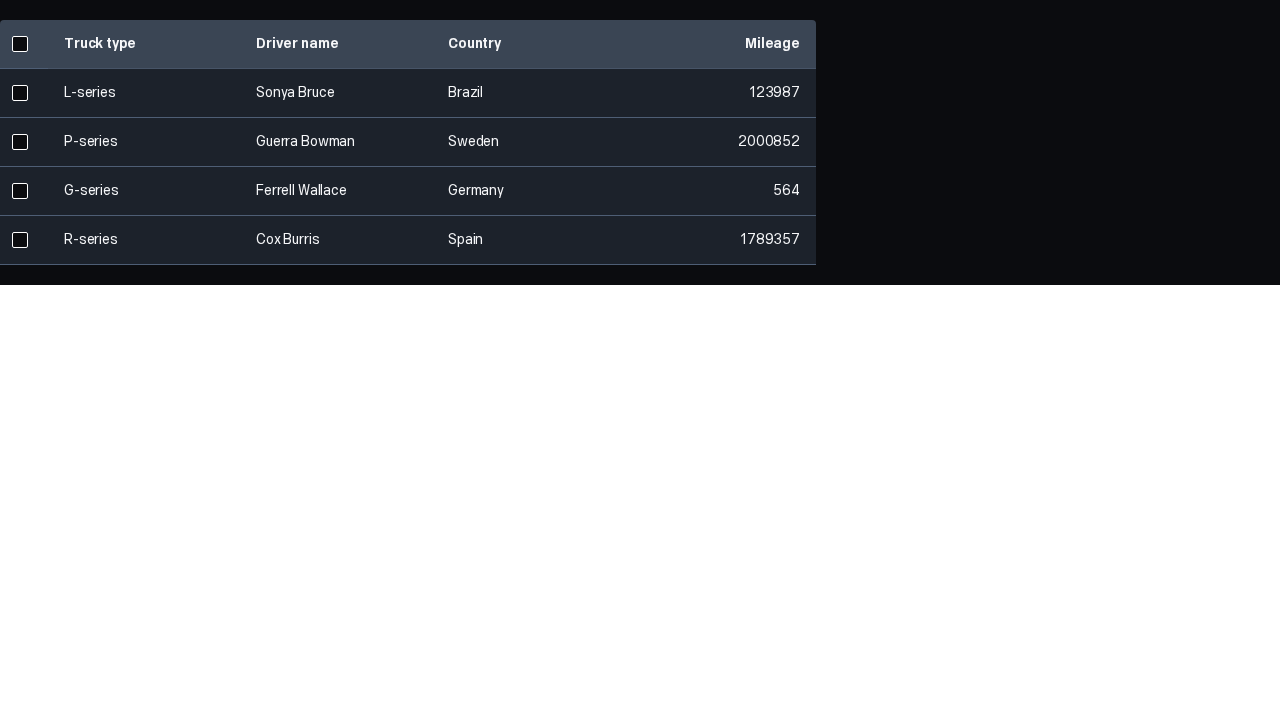 Truck type Driver name Country Mileage
L-series Sonya Bruce Brazil 123987
P-series Guerra Bowman Sweden 2000852
G-series Ferrell Wallace Germany 564
R-series Cox Burris Spain 1789357